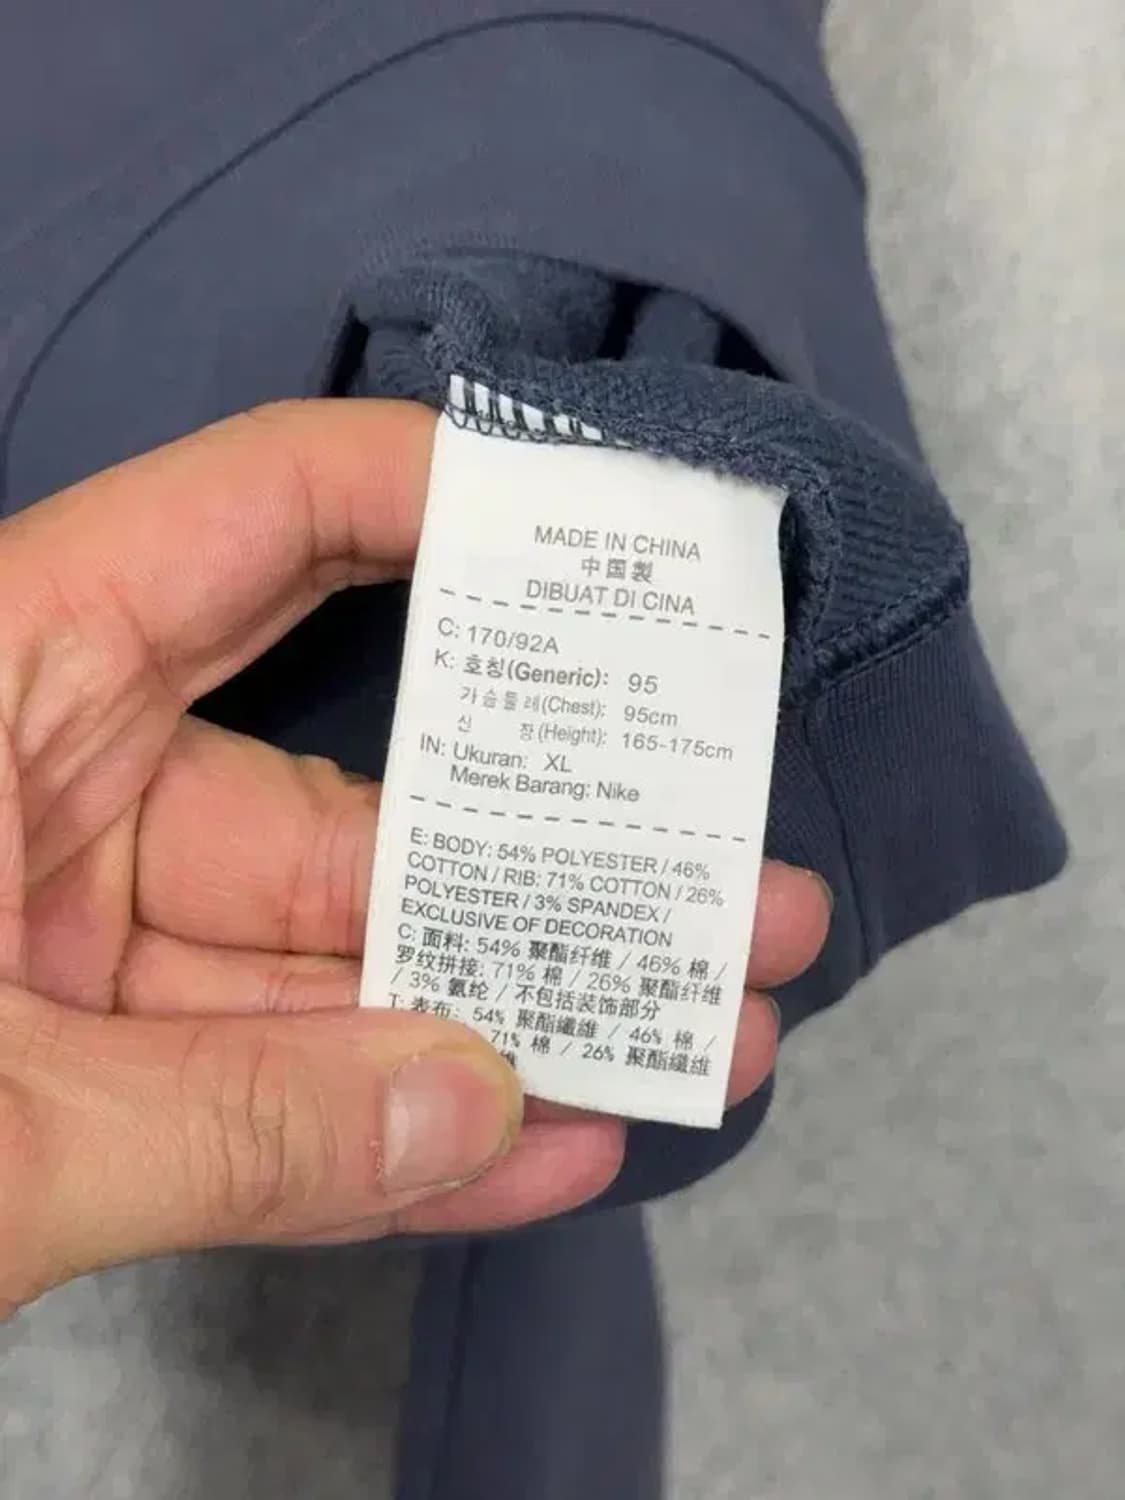 MADE IN CHINA
中国製
DIBUAT DI CINA
C: 170/92A
K: 호칭(Generic): 95
가슴둘레(Chest): 95cm
신 장(Height): 165-175cm
IN: Ukuran: XL
Merek Barang: Nike
E: BODY: 54% POLYESTER / 46%
COTTON / RIB: 71% COTTON / 26%
POLYESTER / 3% SPANDEX /
EXCLUSIVE OF DECORATION
C: 面料: 54% 聚酯纤维 / 46% 棉 /
罗纹拼接: 71% 棉 / 26% 聚酯纤维
/ 3% 氨纶 / 不包括装饰部分
T: 表布: 54% 聚酯纖維 / 46% 棉 /
71% 棉 / 26% 聚酯纖維
維